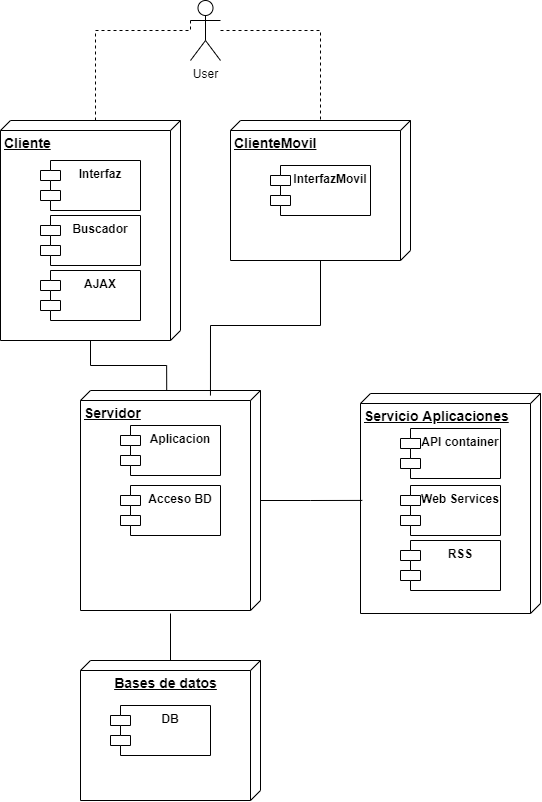 User
Cliente
Interfaz
Buscador
AJAX
ClienteMovil
InterfazMovil
Servidor
Aplicacion
Acceso BD
Servicio Aplicaciones
API container
Web Services
RSS
Bases de datos
DB